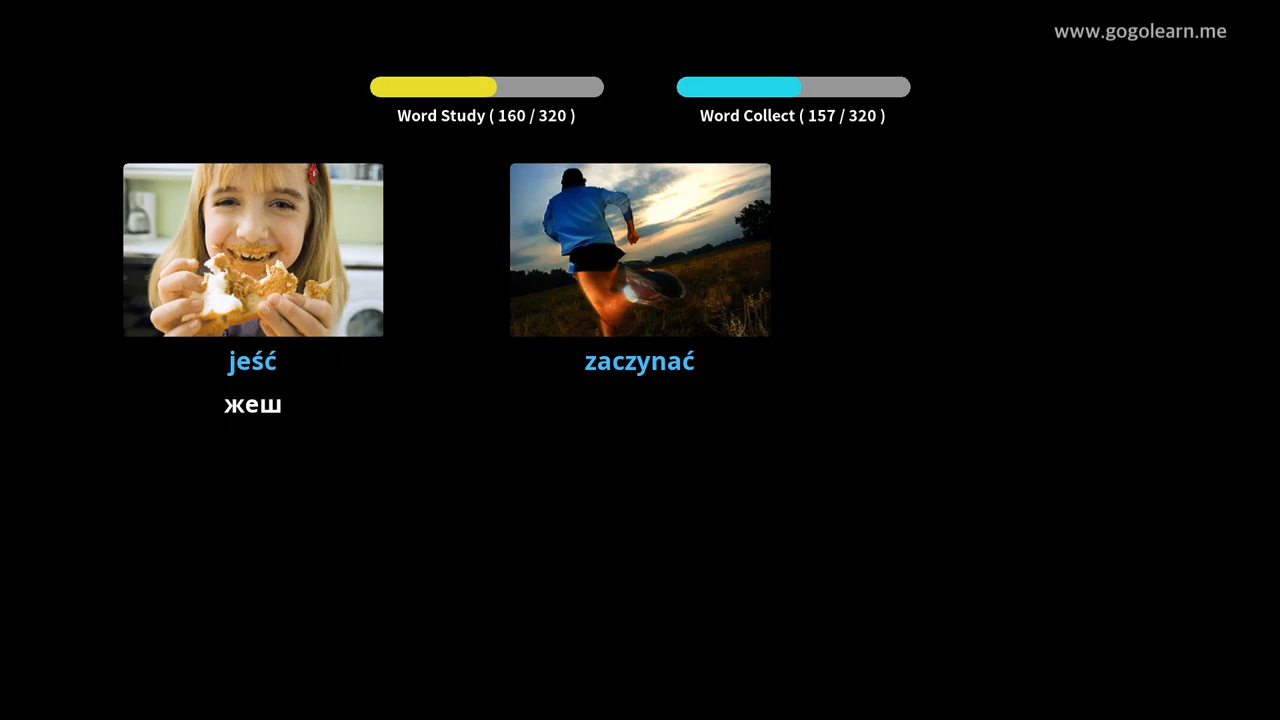 www.gogolearn.me
Word Study ( 160 / 320 )
Word Collect ( 157 / 320 )
jeść
zaczynać
жеш